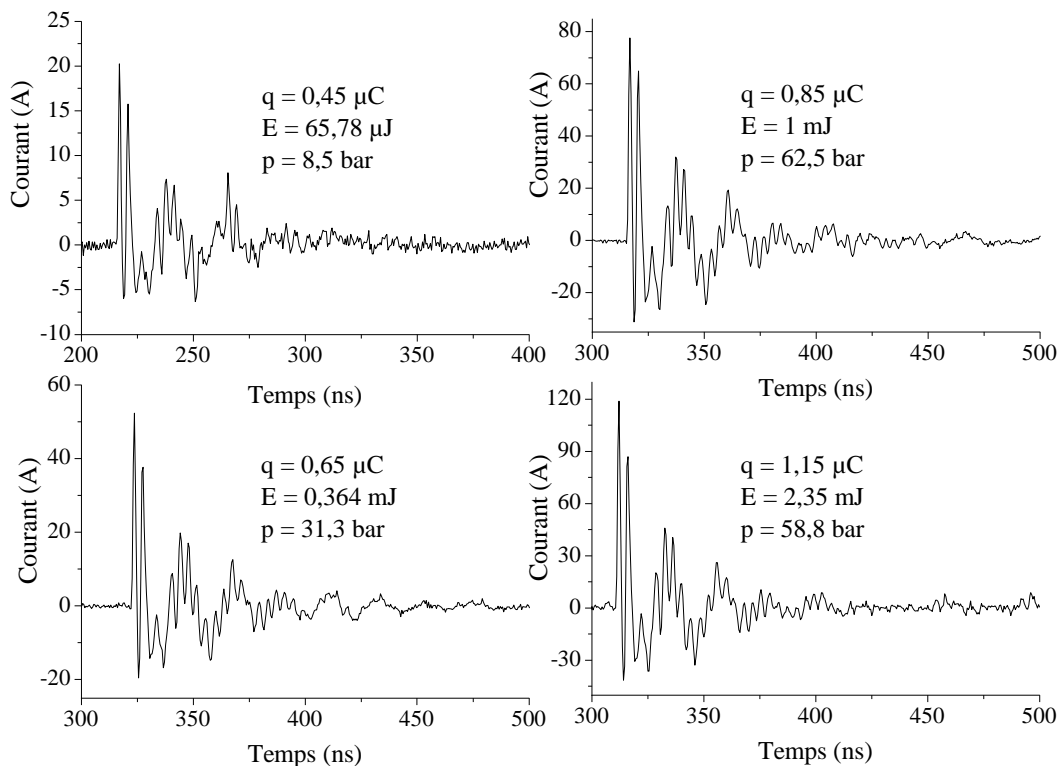 25
20
15
10
5
0
-5
-10
200 250 300 350 400
Courant (A)
Temps (ns)
q = 0,45 µC
E = 65,78 µJ
p = 8,5 bar
80
60
40
20
0
-20
300 350 400 450 500
Courant (A)
Temps (ns)
q = 0,85 µC
E = 1 mJ
p = 62,5 bar
60
40
20
0
-20
300 350 400 450 500
Courant (A)
Temps (ns)
q = 0,65 µC
E = 0,364 mJ
p = 31,3 bar
120
90
60
30
0
-30
300 350 400 450 500
Courant (A)
Temps (ns)
q = 1,15 µC
E = 2,35 mJ
p = 58,8 bar